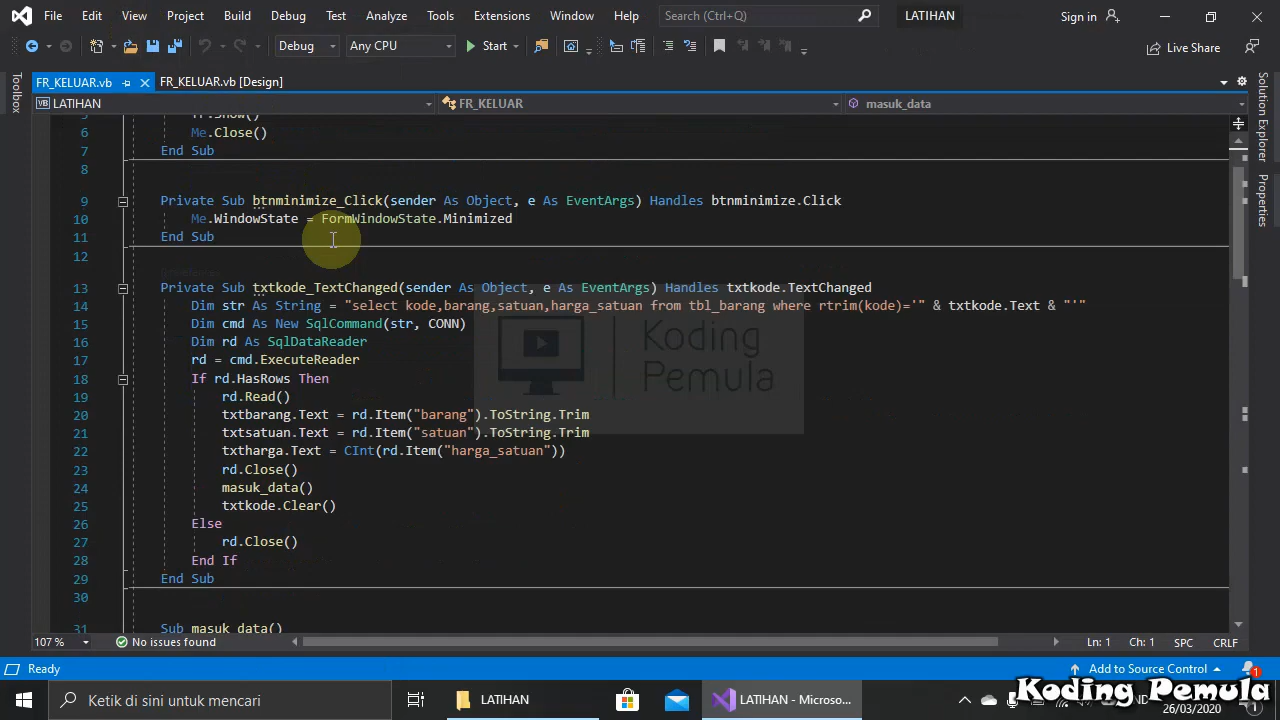 File Edit View Project Build Debug Test Analyze Tools Extensions Window Help Search (Ctrl+Q) LATIHAN Sign in
Debug Any CPU Start Live Share
FR_KELUAR.vb FR_KELUAR.vb [Design]
LATIHAN FR_KELUAR masuk_data
Toolbox
Solution Explorer
Properties
6 Me.Close()
7 End Sub
8
9 Private Sub btnminimize_Click(sender As Object, e As EventArgs) Handles btnminimize.Click
10 Me.WindowState = FormWindowState.Minimized
11 End Sub
12
13 Private Sub txtkode_TextChanged(sender As Object, e As EventArgs) Handles txtkode.TextChanged
14 Dim str As String = "select kode,barang,satuan,harga_satuan from tbl_barang where rtrim(kode)='" & txtkode.Text & "'"
15 Dim cmd As New SqlCommand(str, CONN)
16 Dim rd As SqlDataReader
17 rd = cmd.ExecuteReader
18 If rd.HasRows Then
19 rd.Read()
20 txtbarang.Text = rd.Item("barang").ToString.Trim
21 txtsatuan.Text = rd.Item("satuan").ToString.Trim
22 txtharga.Text = CInt(rd.Item("harga_satuan"))
23 rd.Close()
24 masuk_data()
25 txtkode.Clear()
26 Else
27 rd.Close()
28 End If
29 End Sub
30
31 Sub masuk_data()
Koding
Pemula
107 % No issues found Ln: 1 Ch: 1 SPC CRLF
Ready Add to Source Control 1
Ketik di sini untuk mencari LATIHAN LATIHAN - Microso...
Koding Pemula
26/03/2020 1